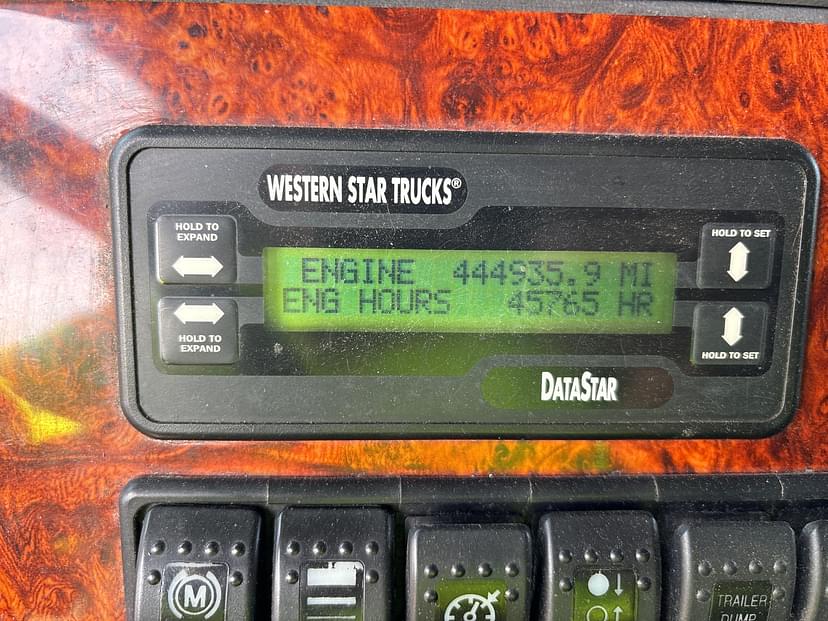 WESTERN STAR TRUCKS®
HOLD TO
EXPAND
HOLD TO SET
ENGINE 444935.9 MI
ENG HOURS 45765 HR
HOLD TO
EXPAND
HOLD TO SET
DATASTAR
M
TRAILER
DUMP